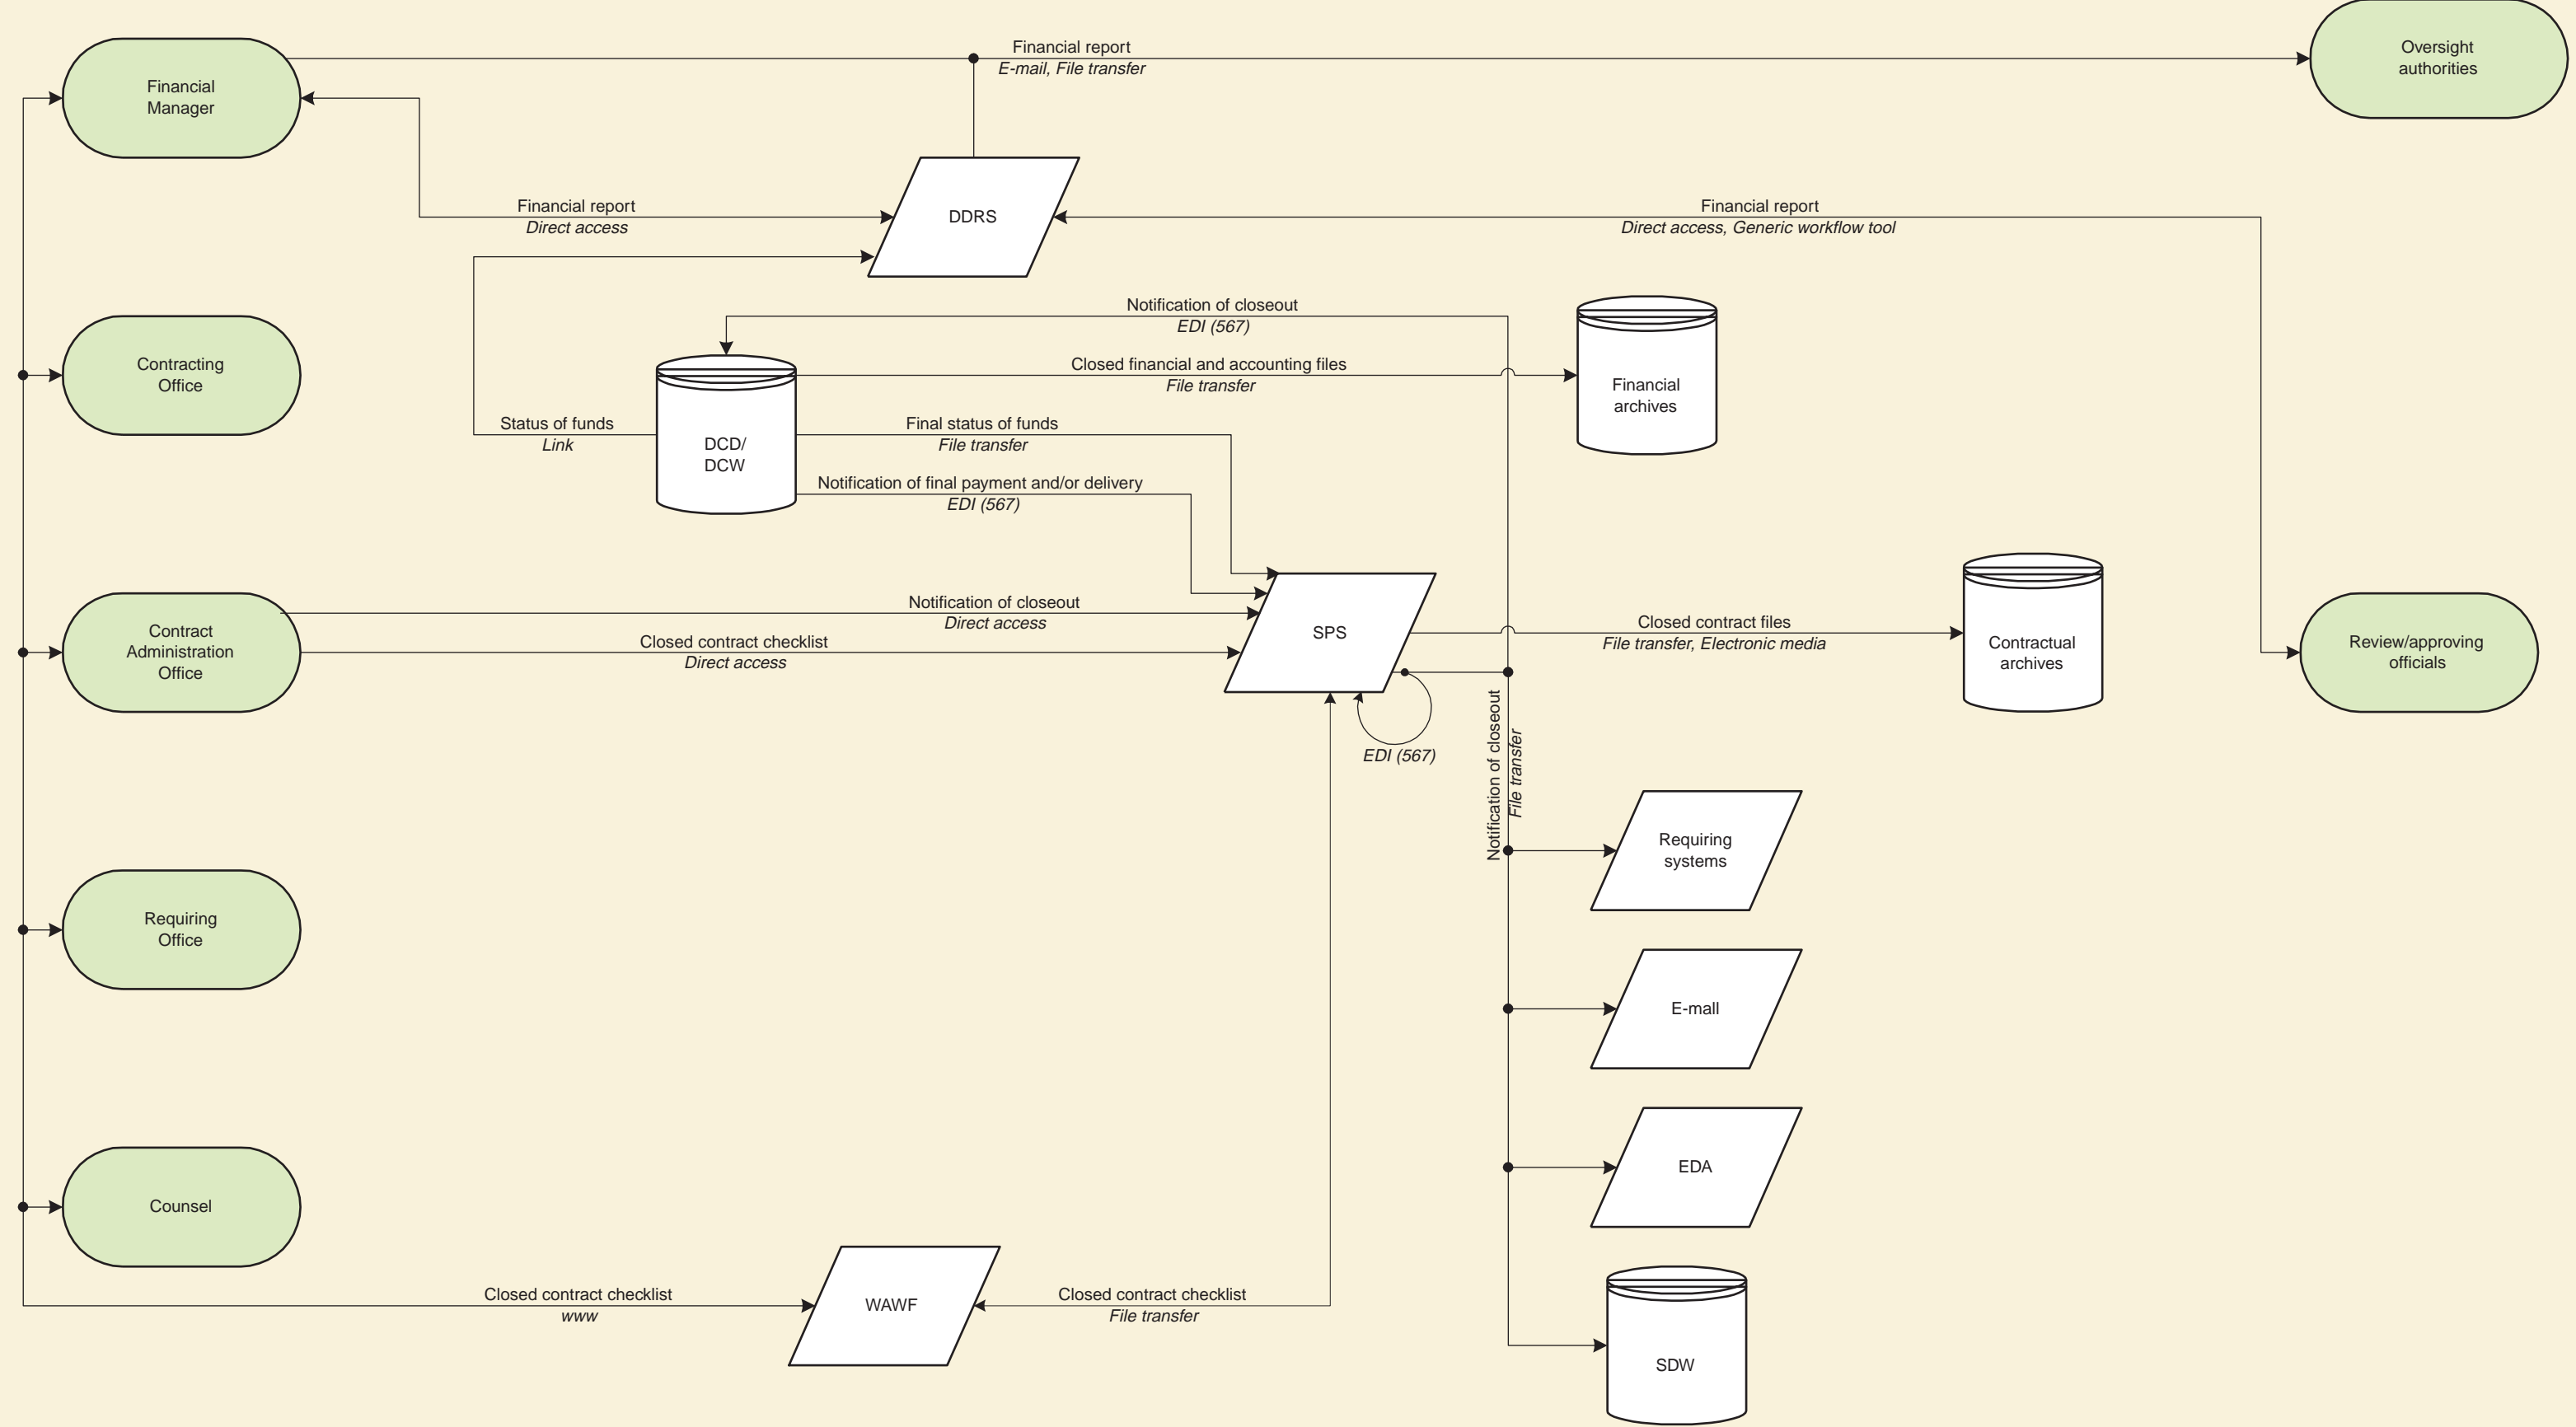 Financial report
E-mail, File transfer
Oversight
authorities
Financial
Manager
Financial report
Direct access
DDRS
Financial report
Direct access, Generic workflow tool
Notification of closeout
EDI (567)
Contracting
Office
Closed financial and accounting files
File transfer
Financial
archives
Status of funds
Link
DCD/
DCW
Final status of funds
File transfer
Notification of final payment and/or delivery
EDI (567)
Contract
Administration
Office
Notification of closeout
Direct access
Closed contract checklist
Direct access
SPS
Closed contract files
File transfer, Electronic media
Contractual
archives
Review/approving
officials
EDI (567)
Notification of closeout
File transfer
Requiring
systems
Requiring
Office
E-mall
EDA
Counsel
Closed contract checklist
www
WAWF
Closed contract checklist
File transfer
SDW